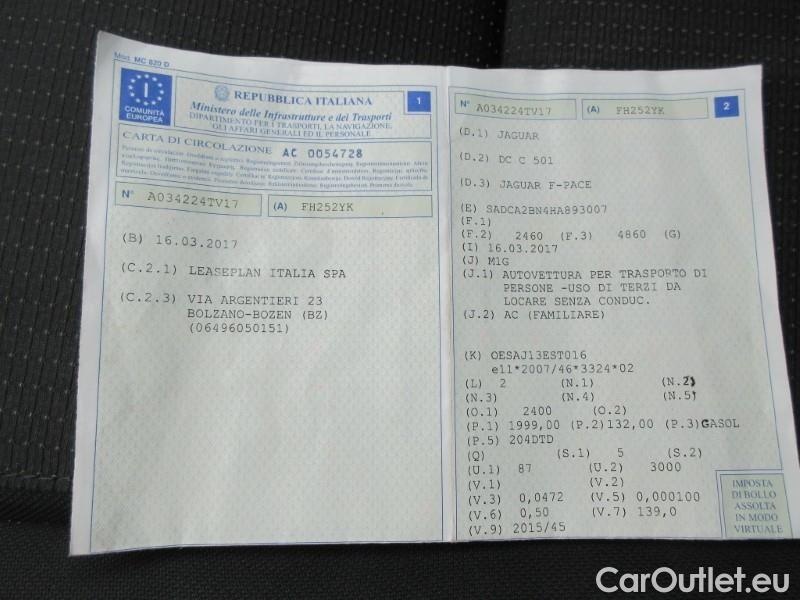 Mod. MC 820 D
I
COMUNITÀ
EUROPEA
REPUBBLICA ITALIANA
Ministero delle Infrastrutture e dei Trasporti
DIPARTIMENTO PER I TRASPORTI, LA NAVIGAZIONE,
GLI AFFARI GENERALI ED IL PERSONALE
1
CARTA DI CIRCOLAZIONE AC 0054728
N° A034224TV17 (A) FH252YK
(B) 16.03.2017
(C.2.1) LEASEPLAN ITALIA SPA
(C.2.3) VIA ARGENTIERI 23
BOLZANO-BOZEN (BZ)
(06496050151)
N° A034224TV17 (A) FH252YK 2
(D.1) JAGUAR
(D.2) DC C 501
(D.3) JAGUAR F-PACE
(E) SADCA2BN4HA893007
(F.1)
(F.2) 2460 (F.3) 4860 (G)
(I) 16.03.2017
(J) M1G
(J.1) AUTOVETTURA PER TRASPORTO DI
PERSONE -USO DI TERZI DA
LOCARE SENZA CONDUC.
(J.2) AC (FAMILIARE)
(K) OESAJ13EST016
e11*2007/46*3324*02
(L) 2 (N.1) (N.2)
(N.3) (N.4) (N.5)
(O.1) 2400 (O.2)
(P.1) 1999,00 (P.2)132,00 (P.3)GASOL
(P.5) 204DTD
(Q) (S.1) 5 (S.2)
(U.1) 87 (U.2) 3000
(V.1) (V.2)
(V.3) 0,0472 (V.5) 0,000100
(V.6) 0,50 (V.7) 139,0
(V.9) 2015/45
IMPOSTA
DI BOLLO
ASSOLTA
IN MODO
VIRTUALE
CarOutlet.eu